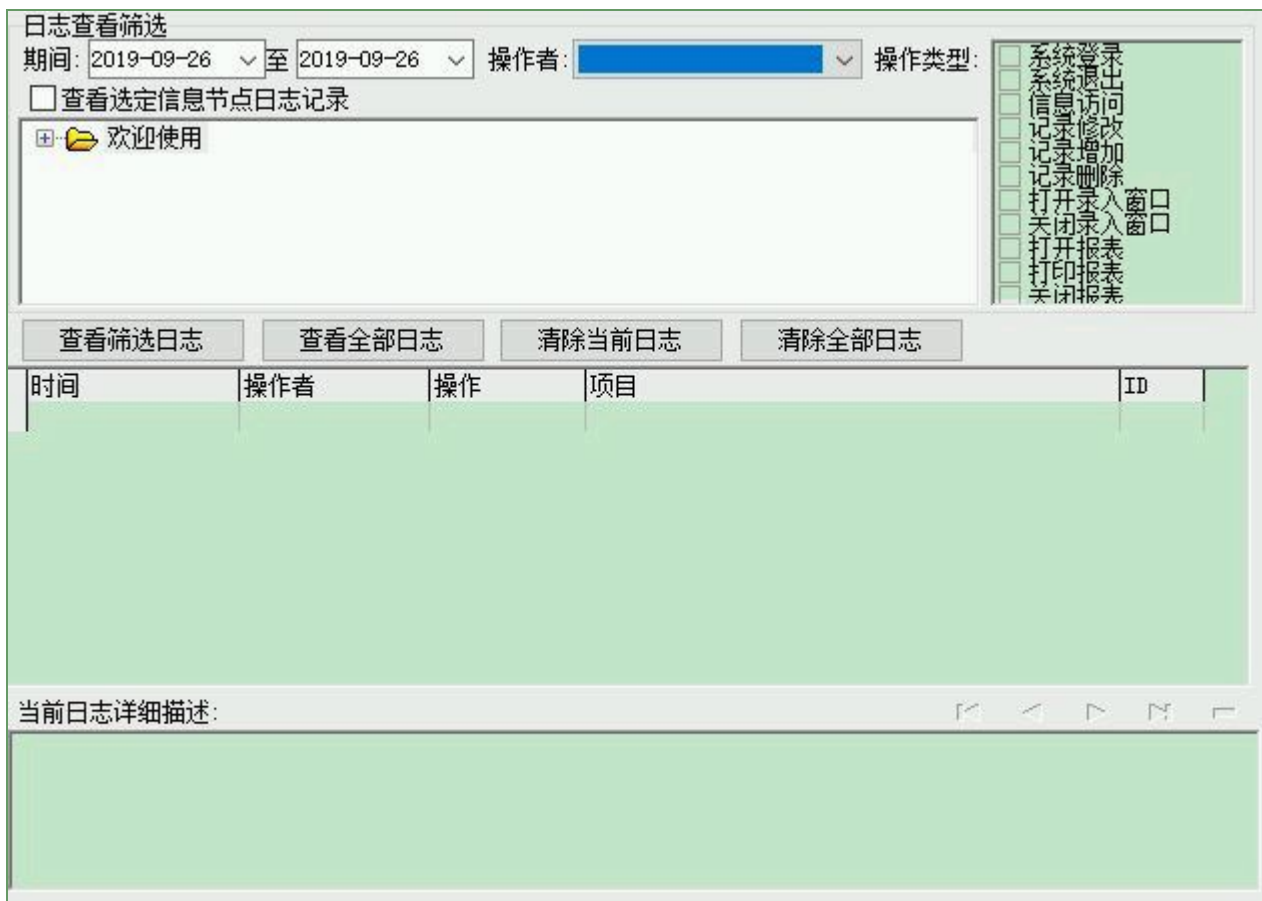 日志查看筛选
期间: 2019-09-26 至 2019-09-26 操作者: 操作类型:
系统登录
系统退出
信息访问
记录修改
记录增加
记录删除
打开录入窗口
关闭录入窗口
打开报表
打印报表
关闭报表
查看选定信息节点日志记录
欢迎使用
查看筛选日志 查看全部日志 清除当前日志 清除全部日志
时间 操作者 操作 项目 ID
当前日志详细描述: